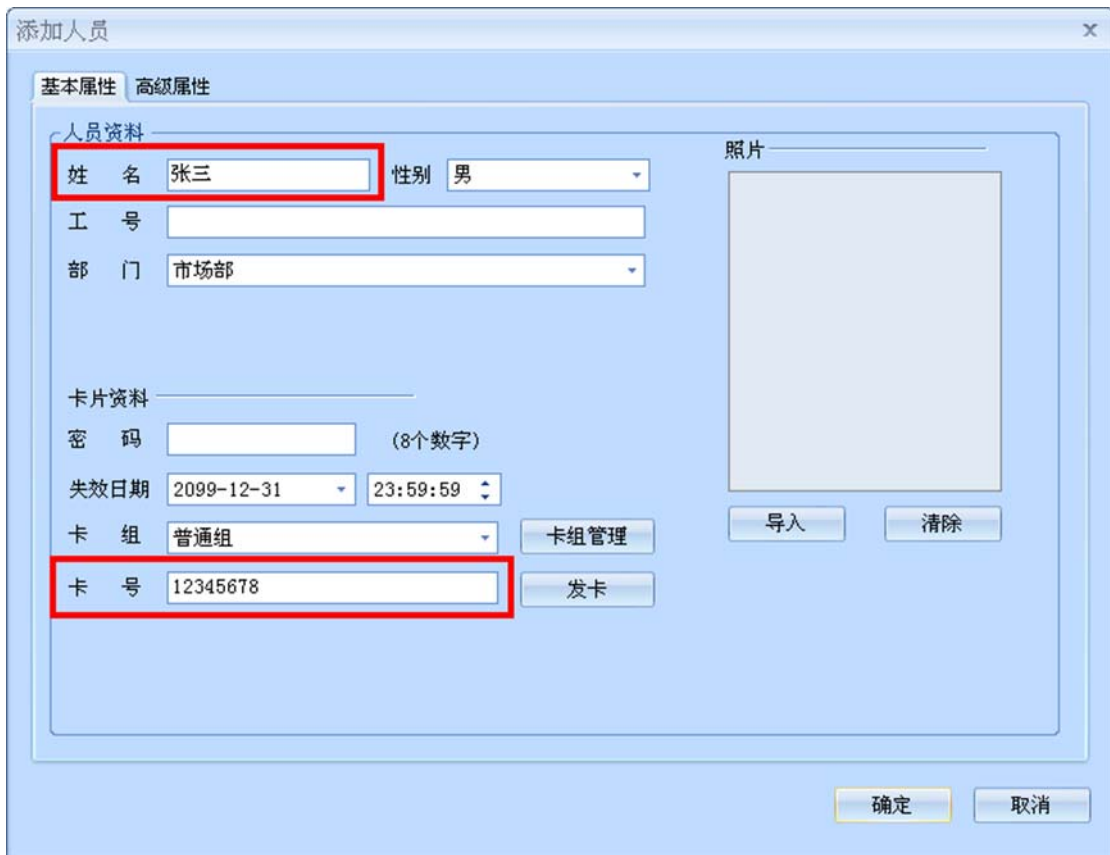 添加人员
基本属性 高级属性
人员资料
照片
姓 名 张三 性别 男
工 号
部 门 市场部
卡片资料
密 码 (8个数字)
失效日期 2099-12-31 23:59:59
导入 清除
卡 组 普通组 卡组管理
卡 号 12345678 发卡
确定 取消